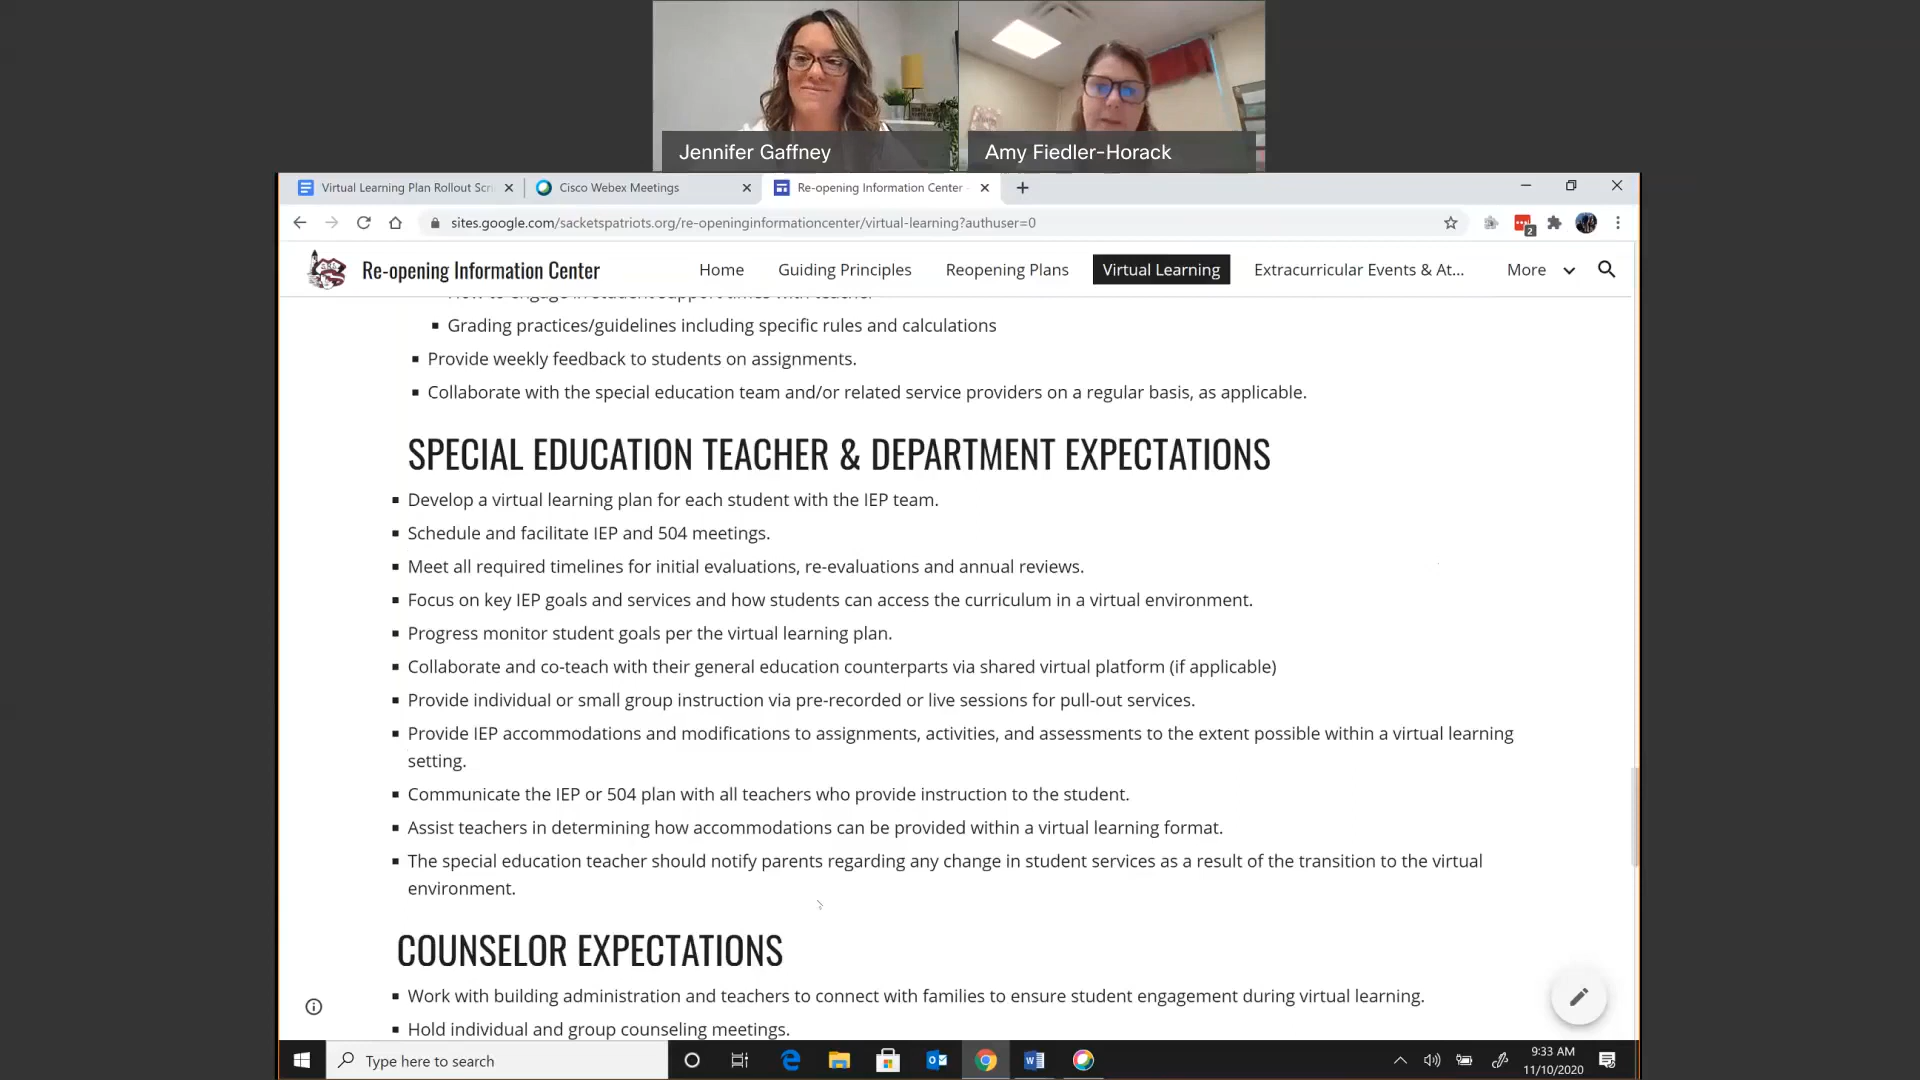 Jennifer Gaffney
Amy Fiedler-Horack
Virtual Learning Plan Rollout Scri
Cisco Webex Meetings
Re-opening Information Center -
sites.google.com/sacketspatriots.org/re-openinginformationcenter/virtual-learning?authuser=0
2
Re-opening Information Center
Home
Guiding Principles
Reopening Plans
Virtual Learning
Extracurricular Events & At...
More
How to engage in student support times with teacher
Grading practices/guidelines including specific rules and calculations
Provide weekly feedback to students on assignments.
Collaborate with the special education team and/or related service providers on a regular basis, as applicable.
SPECIAL EDUCATION TEACHER & DEPARTMENT EXPECTATIONS
Develop a virtual learning plan for each student with the IEP team.
Schedule and facilitate IEP and 504 meetings.
Meet all required timelines for initial evaluations, re-evaluations and annual reviews.
Focus on key IEP goals and services and how students can access the curriculum in a virtual environment.
Progress monitor student goals per the virtual learning plan.
Collaborate and co-teach with their general education counterparts via shared virtual platform (if applicable)
Provide individual or small group instruction via pre-recorded or live sessions for pull-out services.
Provide IEP accommodations and modifications to assignments, activities, and assessments to the extent possible within a virtual learning
setting.
Communicate the IEP or 504 plan with all teachers who provide instruction to the student.
Assist teachers in determining how accommodations can be provided within a virtual learning format.
The special education teacher should notify parents regarding any change in student services as a result of the transition to the virtual
environment.
COUNSELOR EXPECTATIONS
Work with building administration and teachers to connect with families to ensure student engagement during virtual learning.
Hold individual and group counseling meetings.
Type here to search
9:33 AM
11/10/2020